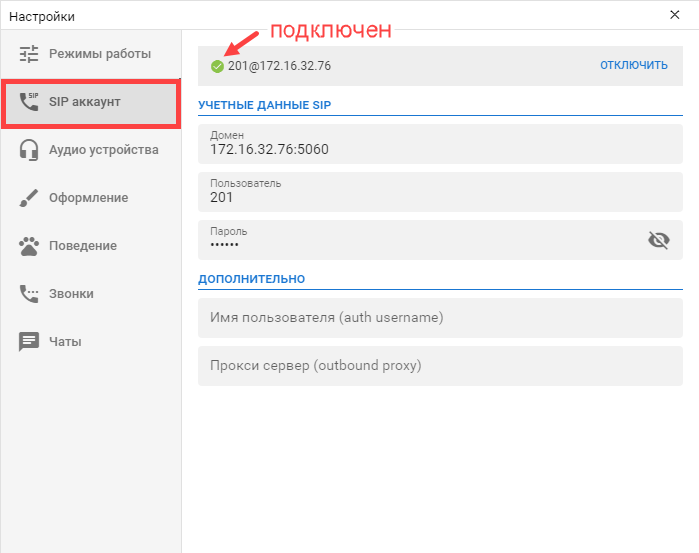 Настройки
подключен
Режимы работы
SIP
SIP аккаунт
Аудио устройства
Оформление
Поведение
Звонки
Чаты
201@172.16.32.76
ОТКЛЮЧИТЬ
УЧЕТНЫЕ ДАННЫЕ SIP
Домен
172.16.32.76:5060
Пользователь
201
Пароль
••••••
ДОПОЛНИТЕЛЬНО
Имя пользователя (auth username)
Прокси сервер (outbound proxy)